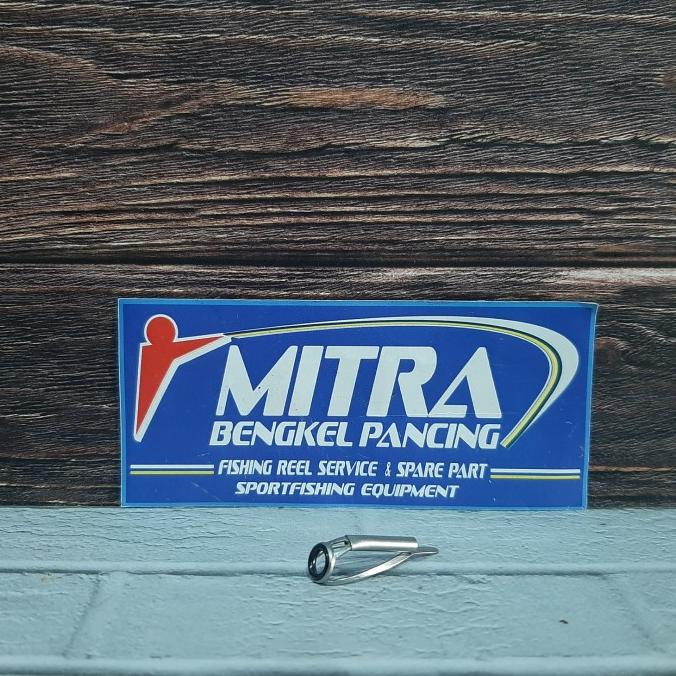 MITRA
BENGKEL PANCING
FISHING REEL SERVICE & SPARE PART
SPORTFISHING EQUIPMENT